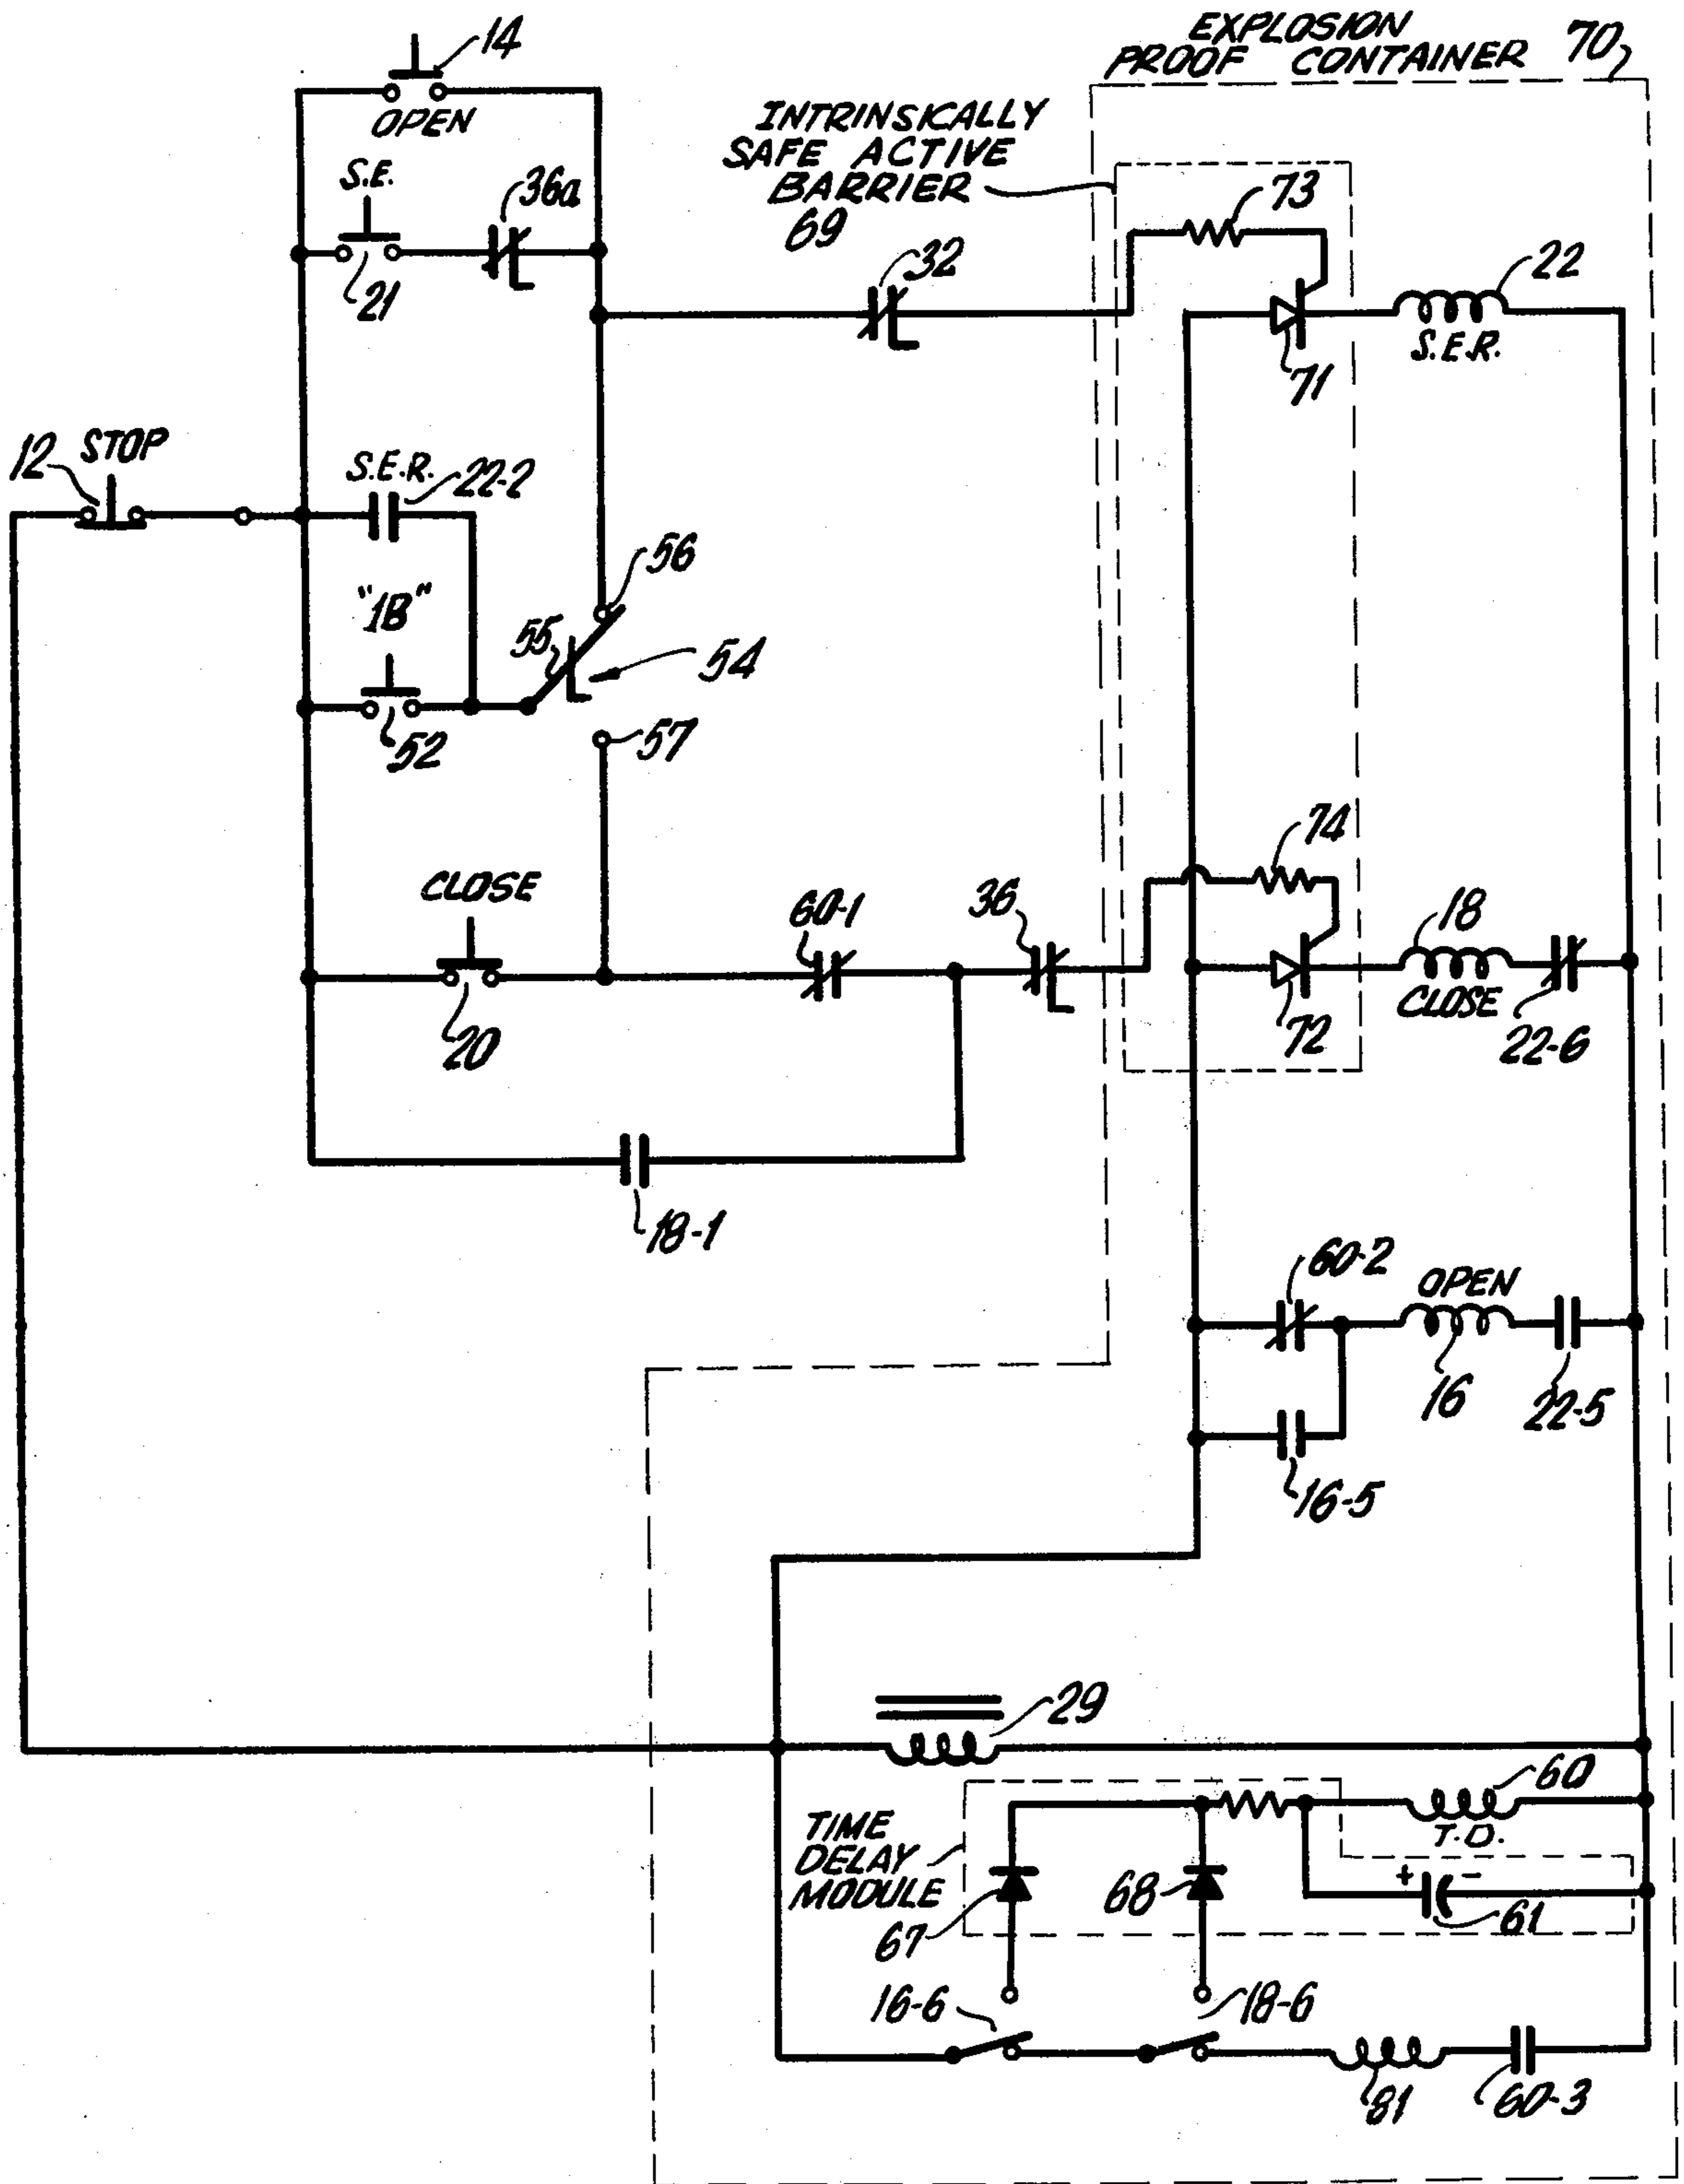 EXPLOSION
PROOF CONTAINER 70
14
OPEN
INTRINSICALLY
SAFE ACTIVE
BARRIER
69
S.E.
36a
21
32
73
22
S.E.R.
71
12 STOP
S.E.R. 22-2
"1B"
56
55
54
52
57
74
CLOSE
60-1
36
18
CLOSE
20
72
22-6
18-1
60-2
OPEN
16
22-5
16-5
29
60
T.D.
TIME
DELAY
MODULE
+ -
67
68
61
16-6
18-6
81
60-3